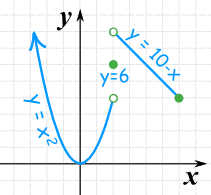 y
y = 10-x
y=6
y = x²
x